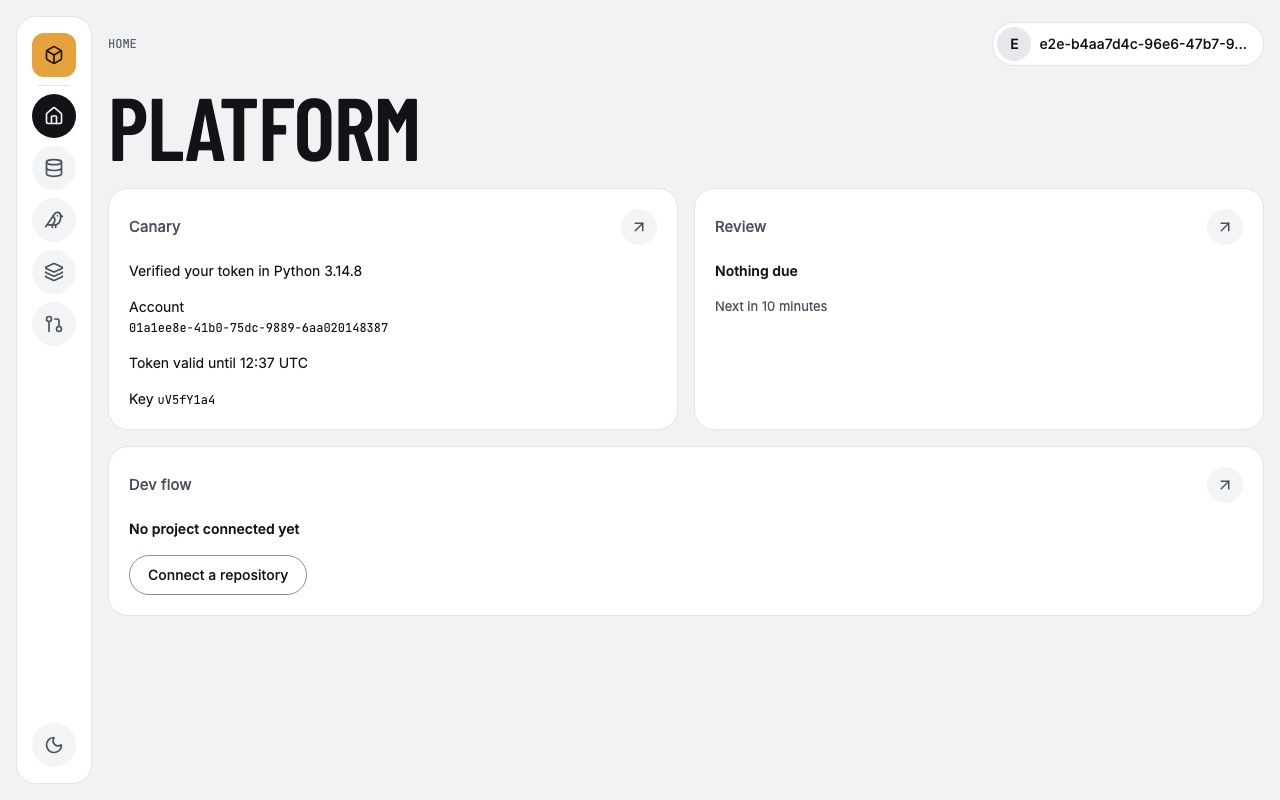 HOME
E
e2e-b4aa7d4c-96e6-47b7-9...
PLATFORM
Canary
Verified your token in Python 3.14.8
Account
01a1ee8e-41b0-75dc-9889-6aa020148387
Token valid until 12:37 UTC
Key uV5fY1a4
Review
Nothing due
Next in 10 minutes
Dev flow
No project connected yet
Connect a repository